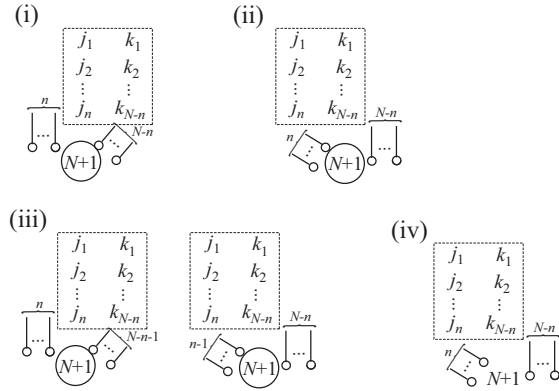 (i)
j1 k1
j2 k2
⋮ ⋮
jn kN-n
n
...
N-n
...
N+1
(ii)
j1 k1
j2 k2
⋮ ⋮
jn kN-n
N-n
n
...
...
N+1
(iii)
j1 k1
j2 k2
⋮ ⋮
jn kN-n
n
...
N-n-1
...
N+1
j1 k1
j2 k2
⋮ ⋮
jn kN-n
N-n
n-1
...
...
N+1
(iv)
j1 k1
j2 k2
⋮ ⋮
jn kN-n
N-n
n
...
...
N+1